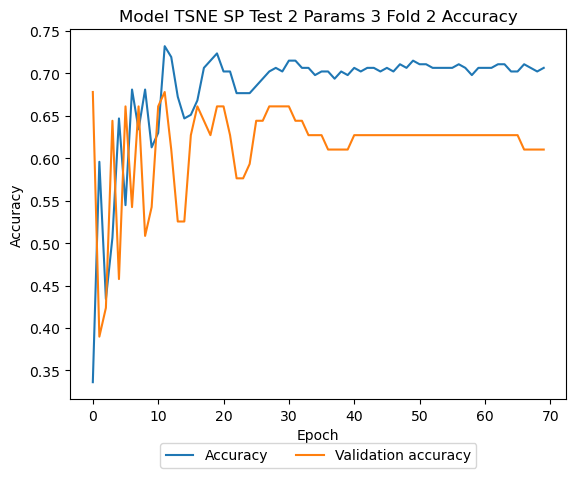 Model TSNE SP Test 2 Params 3 Fold 2 Accuracy
0.75
0.70
0.65
0.60
0.55
0.50
0.45
0.40
0.35
Accuracy
0 10 20 30 40 50 60 70
Epoch
Accuracy Validation accuracy